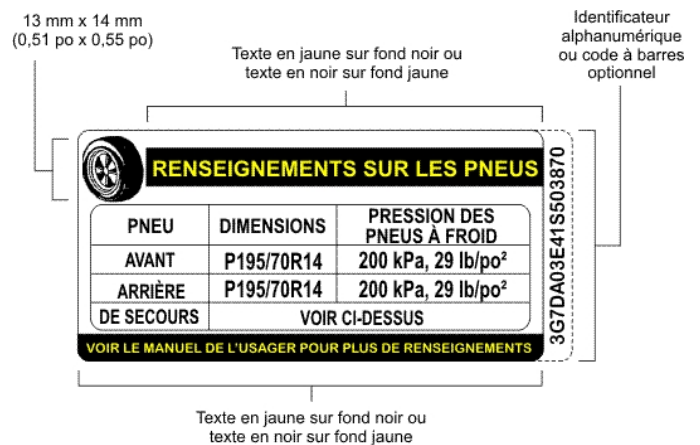 13 mm x 14 mm
(0,51 po x 0,55 po)
Texte en jaune sur fond noir ou
texte en noir sur fond jaune
Identificateur
alphanumérique
ou code à barres
optionnel
RENSEIGNEMENTS SUR LES PNEUS
PNEU DIMENSIONS PRESSION DES
PNEUS À FROID
AVANT P195/70R14 200 kPa, 29 lb/po²
ARRIÈRE P195/70R14 200 kPa, 29 lb/po²
DE SECOURS VOIR CI-DESSUS
VOIR LE MANUEL DE L'USAGER POUR PLUS DE RENSEIGNEMENTS
3G7DA03E41S503870
Texte en jaune sur fond noir ou
texte en noir sur fond jaune